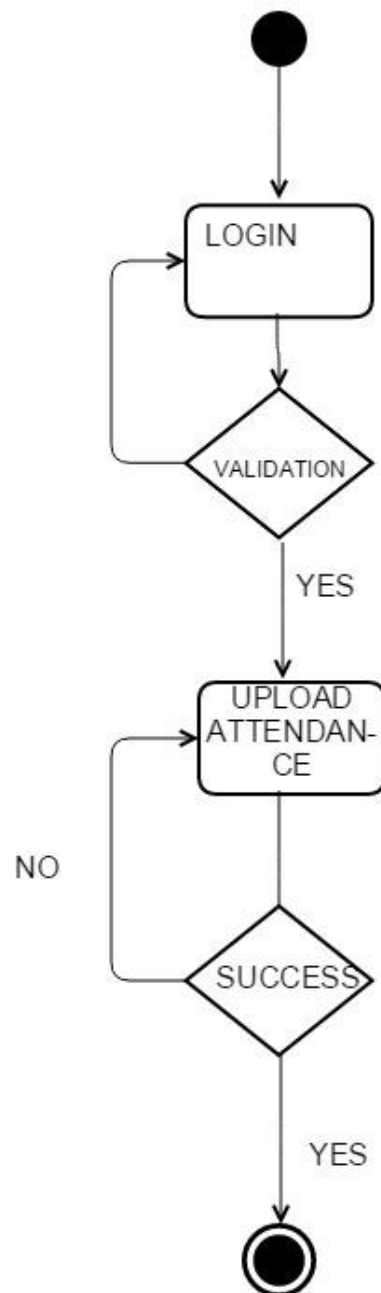 LOGIN
VALIDATION
YES
UPLOAD
ATTENDAN-
CE
NO
SUCCESS
YES